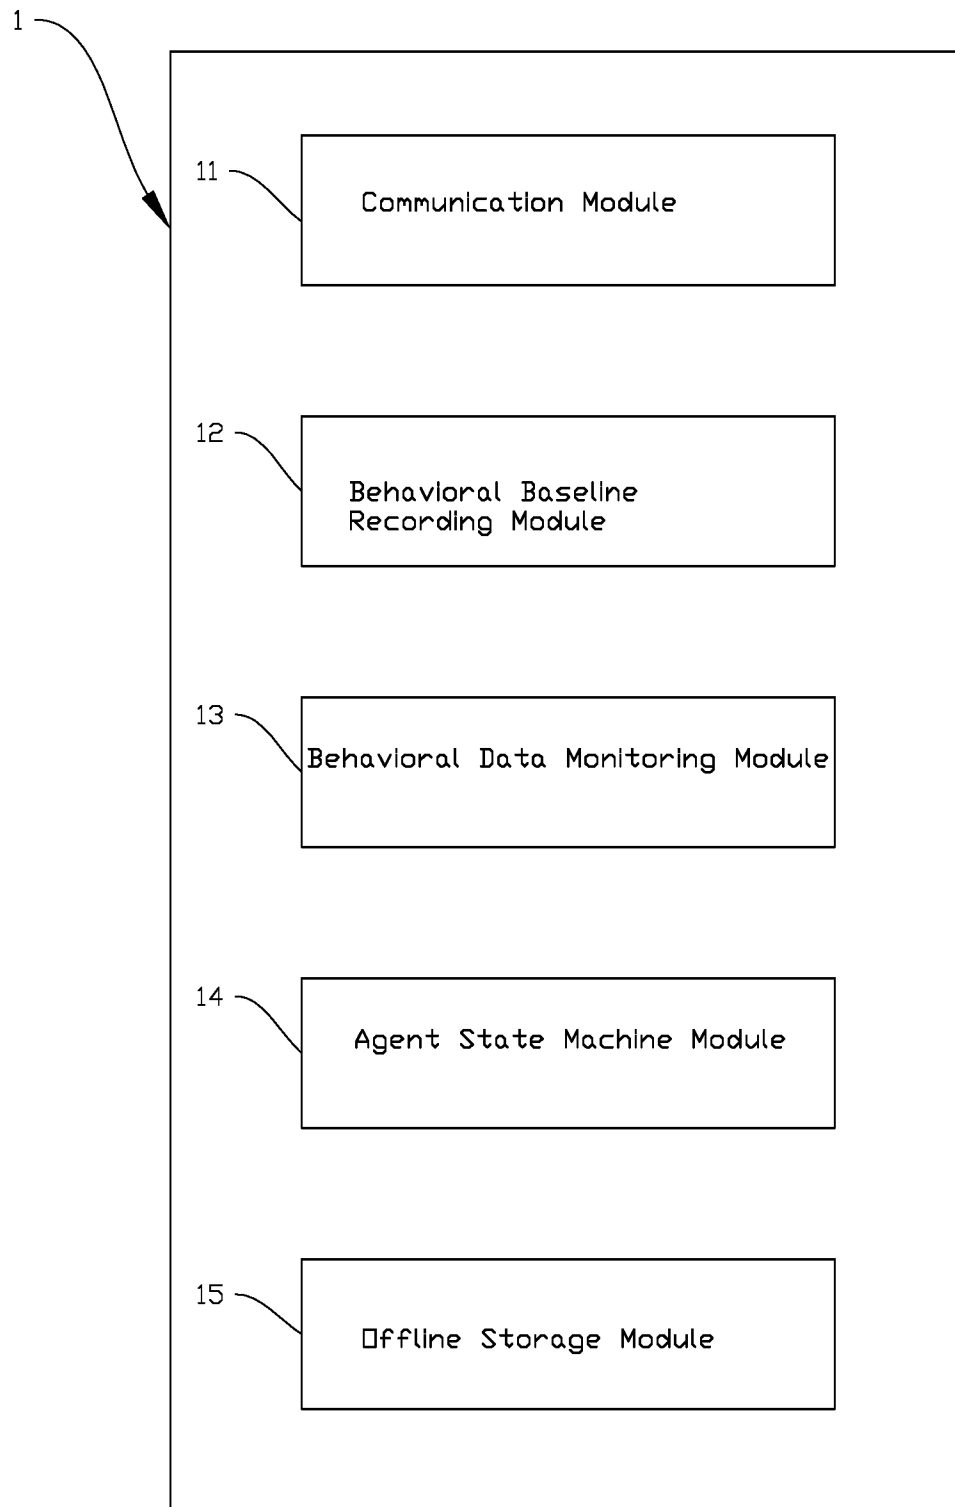 1
11
Communication Module
12
Behavioral Baseline
Recording Module
13
Behavioral Data Monitoring Module
14
Agent State Machine Module
15
Offline Storage Module